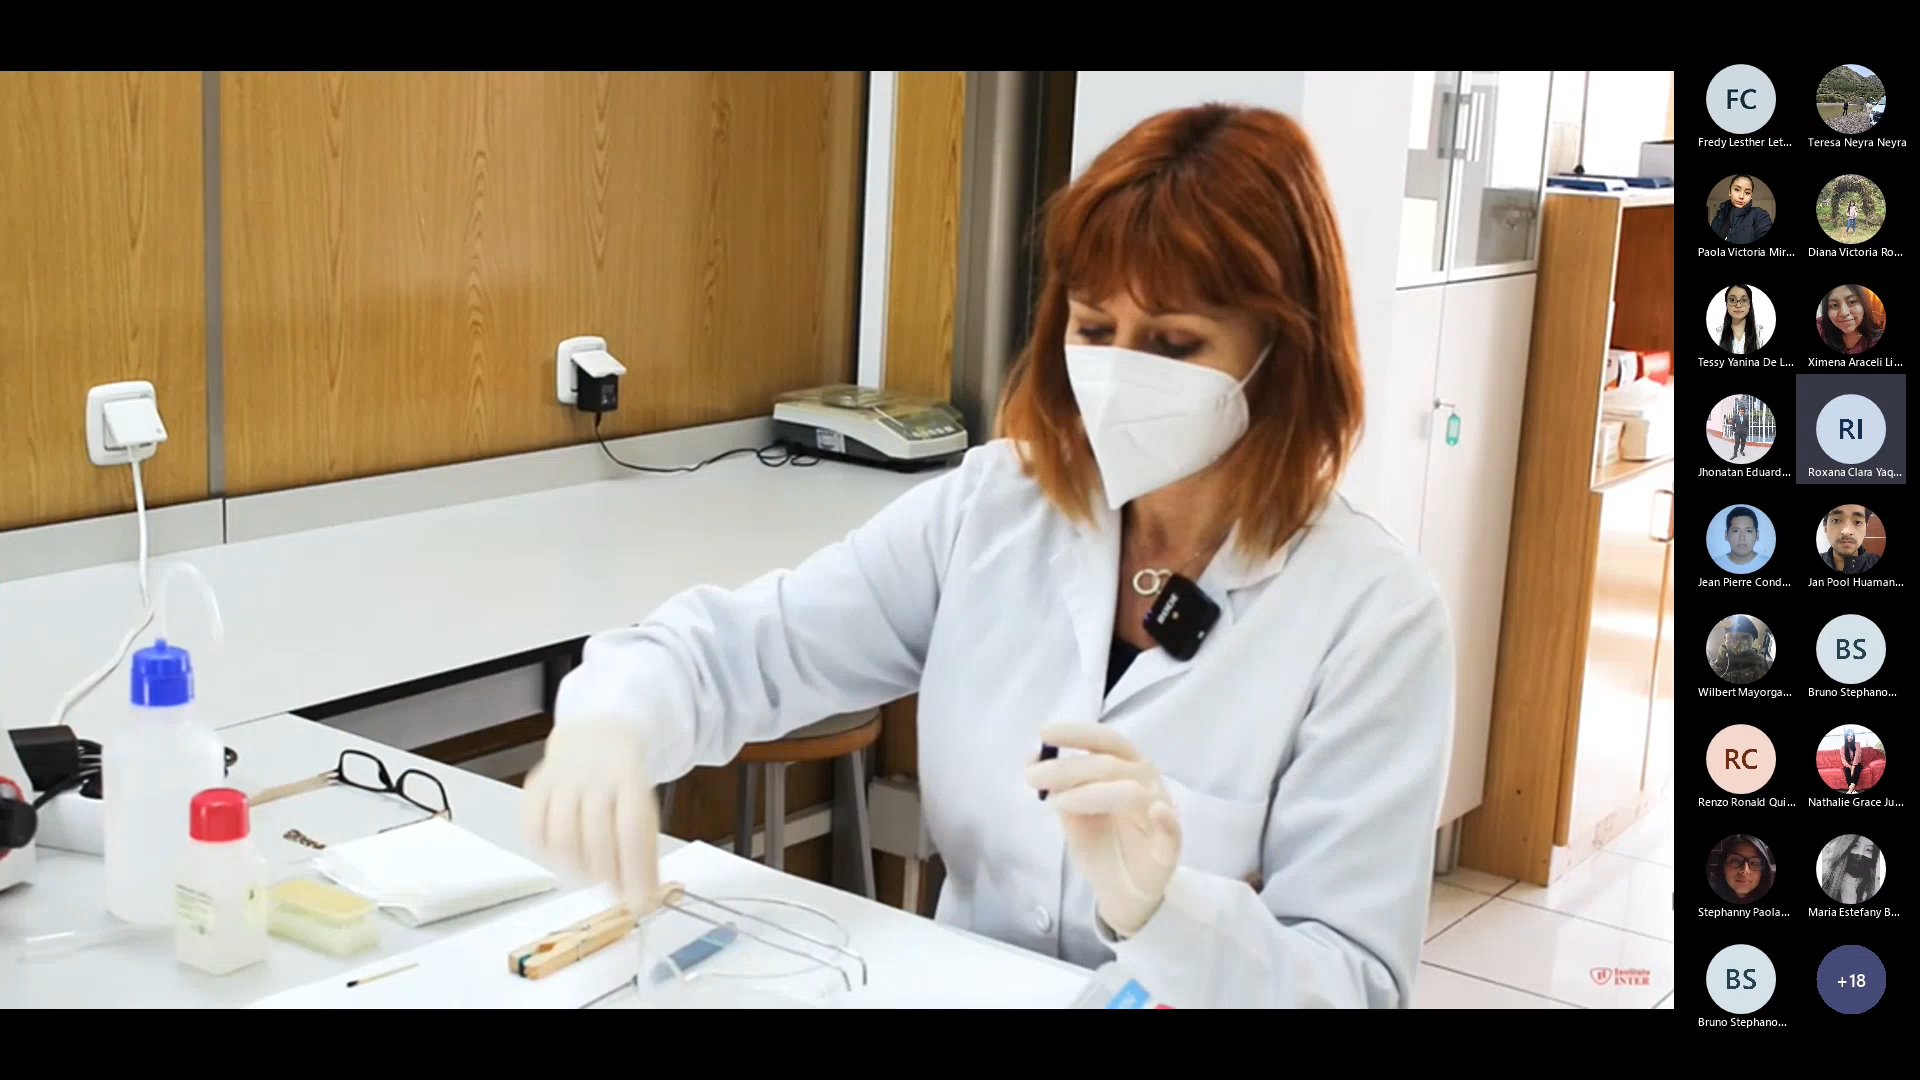 FC
Fredy Lesther Let...
Teresa Neyra Neyra
Paola Victoria Mir...
Diana Victoria Ro...
Tessy Yanina De L...
Ximena Araceli Li...
Jhonatan Eduard...
RI
Roxana Clara Yaq...
Jean Pierre Cond...
Jan Pool Huaman...
Wilbert Mayorga...
BS
Bruno Stephano...
RC
Renzo Ronald Qui...
Nathalie Grace Ju...
Stephanny Paola...
Maria Estefany B...
BS
Bruno Stephano...
+18
Instituto
INTER